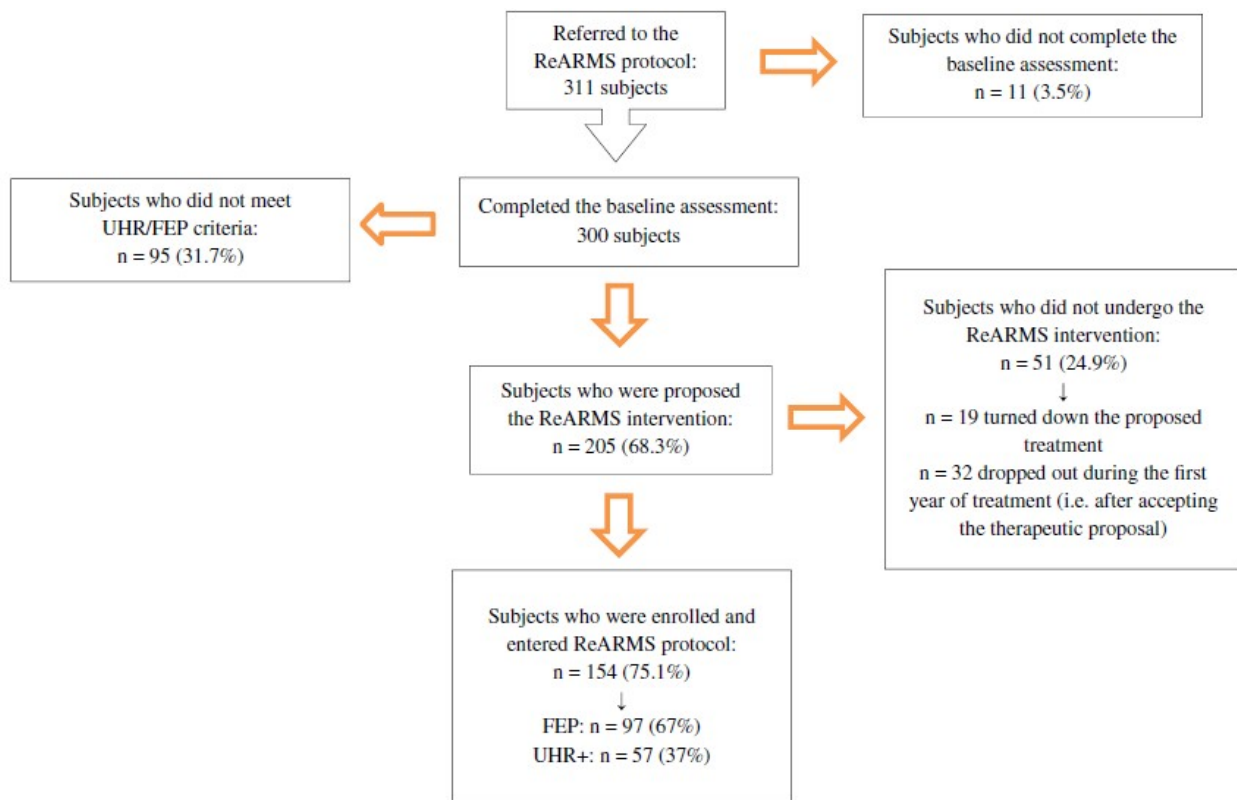 Referred to the
ReARMS protocol:
311 subjects
Subjects who did not complete the
baseline assessment:
n = 11 (3.5%)
Subjects who did not meet
UHR/FEP criteria:
n = 95 (31.7%)
Completed the baseline assessment:
300 subjects
Subjects who were proposed
the ReARMS intervention:
n = 205 (68.3%)
Subjects who did not undergo the
ReARMS intervention:
n = 51 (24.9%)
↓
n = 19 turned down the proposed
treatment
n = 32 dropped out during the first
year of treatment (i.e. after accepting
the therapeutic proposal)
Subjects who were enrolled and
entered ReARMS protocol:
n = 154 (75.1%)
↓
FEP: n = 97 (67%)
UHR+: n = 57 (37%)